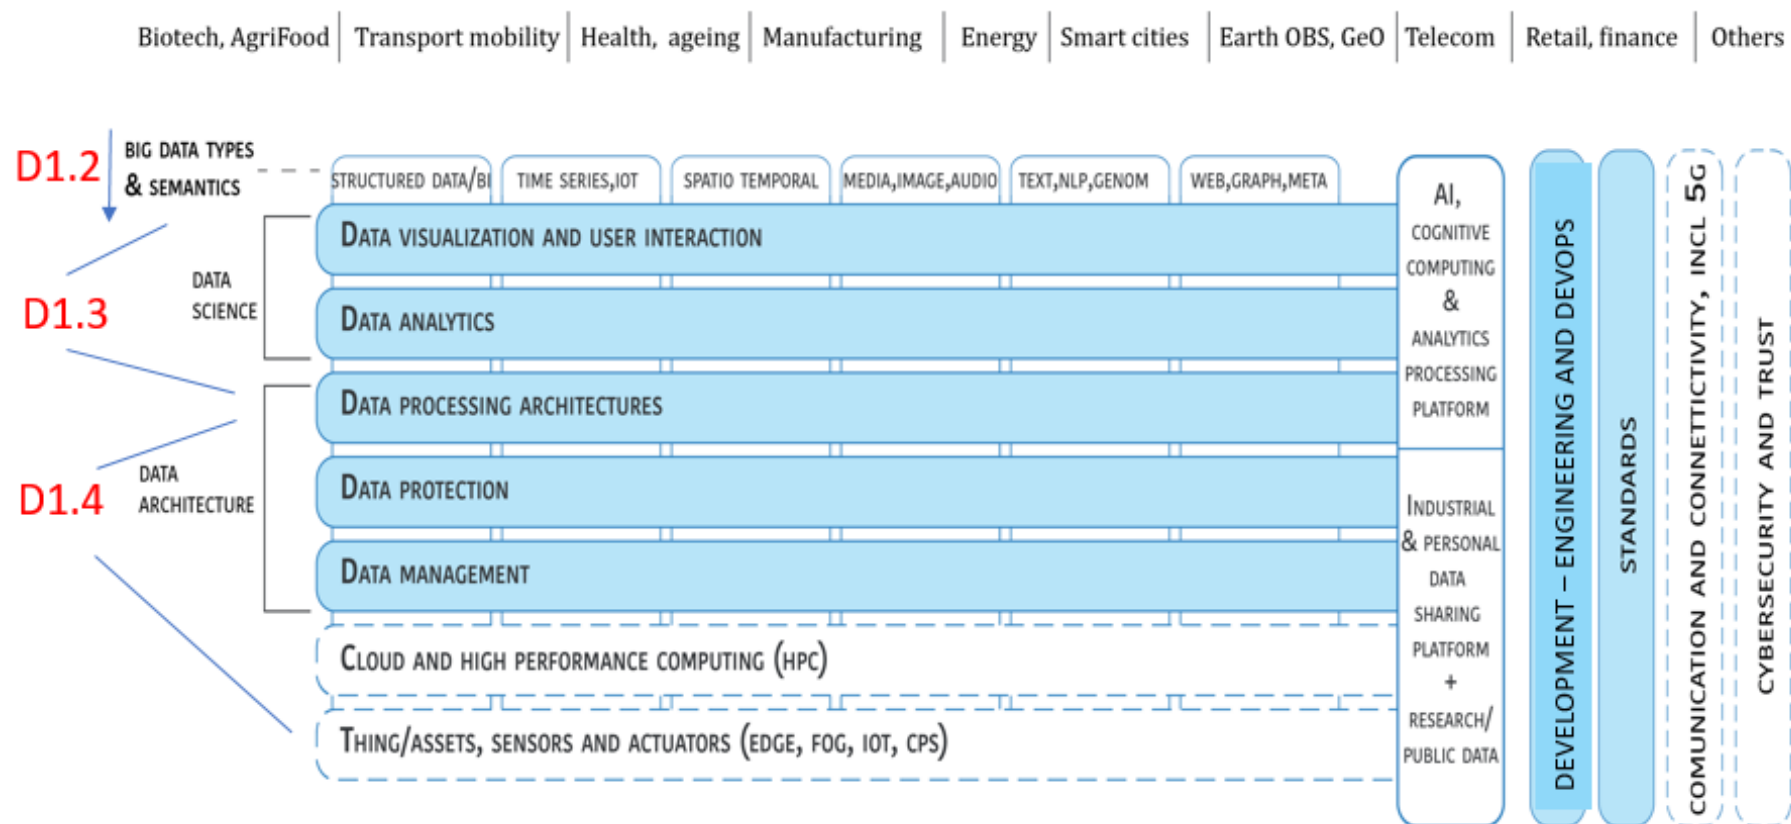 Biotech, AgriFood
Transport mobility
Health, ageing
Manufacturing
Energy
Smart cities
Earth OBS, GeO
Telecom
Retail, finance
Others
D1.2
BIG DATA TYPES
& SEMANTICS
STRUCTURED DATA/BI
TIME SERIES,IOT
SPATIO TEMPORAL
MEDIA,IMAGE,AUDIO
TEXT,NLP,GENOM
WEB,GRAPH,META
D1.3
DATA
SCIENCE
DATA VISUALIZATION AND USER INTERACTION
DATA ANALYTICS
D1.4
DATA
ARCHITECTURE
DATA PROCESSING ARCHITECTURES
DATA PROTECTION
DATA MANAGEMENT
CLOUD AND HIGH PERFORMANCE COMPUTING (HPC)
THING/ASSETS, SENSORS AND ACTUATORS (EDGE, FOG, IOT, CPS)
AI,
COGNITIVE
COMPUTING
&
ANALYTICS
PROCESSING
PLATFORM
INDUSTRIAL
& PERSONAL
DATA
SHARING
PLATFORM
+
RESEARCH/
PUBLIC DATA
DEVELOPMENT – ENGINEERING AND DEVOPS
STANDARDS
COMUNICATION AND CONNETICTIVITY, INCL 5G
CYBERSECURITY AND TRUST